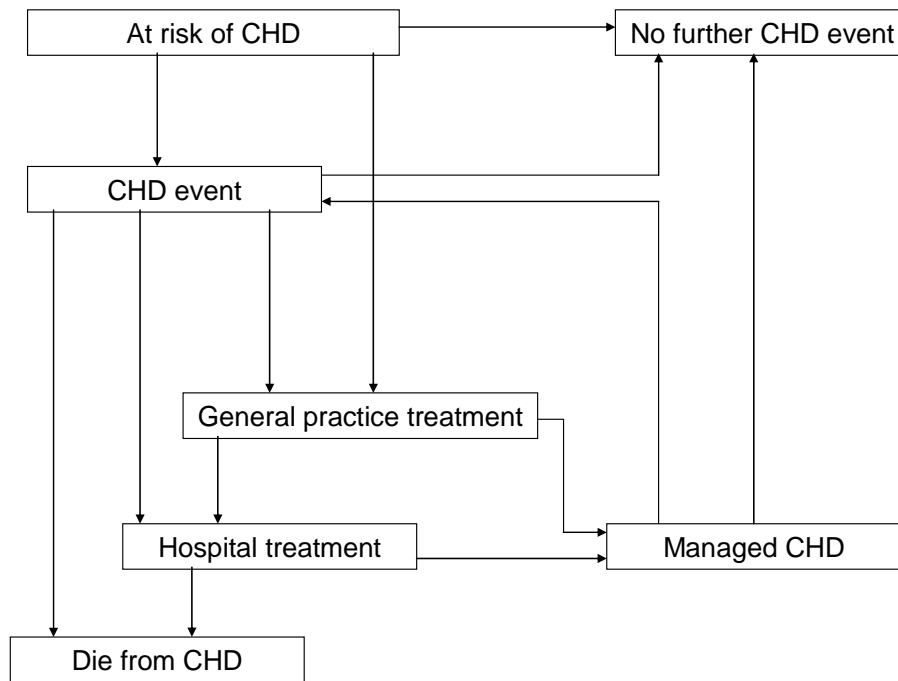 At risk of CHD
No further CHD event
CHD event
General practice treatment
Hospital treatment
Managed CHD
Die from CHD